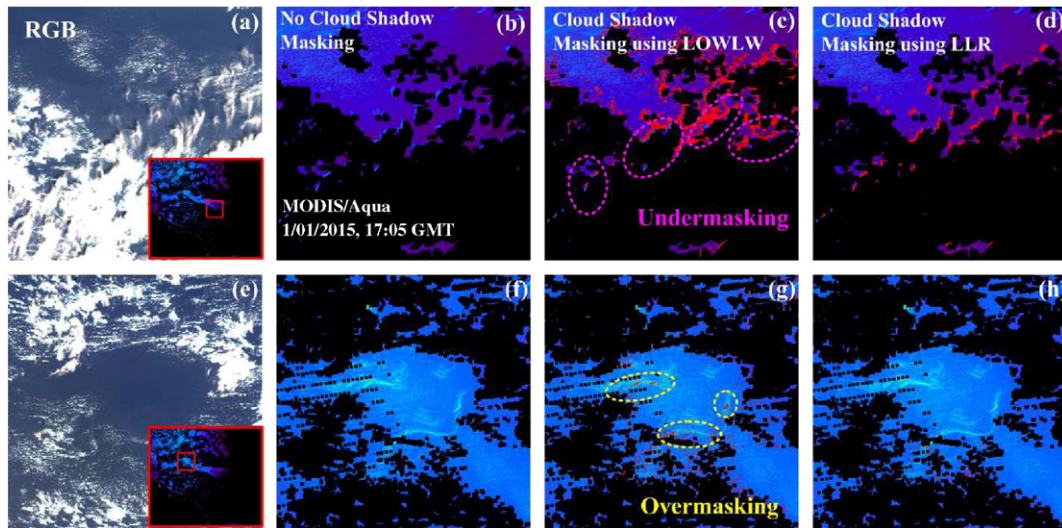 RGB
(a)
No Cloud Shadow
Masking
(b)
MODIS/Aqua
1/01/2015, 17:05 GMT
Cloud Shadow
Masking using LOWLW
(c)
Undermasking
Cloud Shadow
Masking using LLR
(d)
(e)
(f)
(g)
Overmasking
(h)